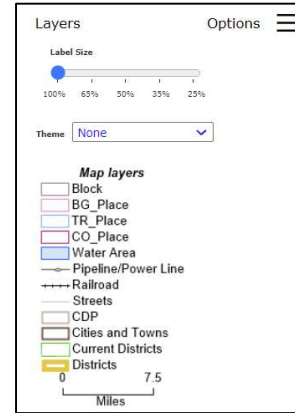 Layers Options
Label Size
100% 65% 50% 35% 25%
Theme None
Map layers
Block
BG_Place
TR_Place
CO_Place
Water Area
Pipeline/Power Line
Railroad
Streets
CDP
Cities and Towns
Current Districts
Districts
0 7.5
Miles